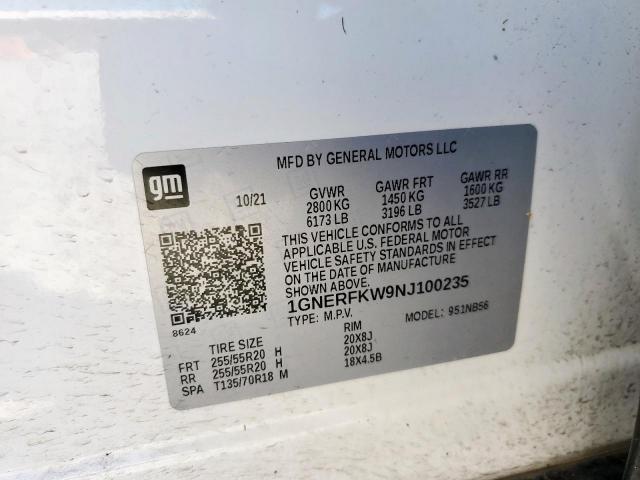 MFD BY GENERAL MOTORS LLC
gm
10/21 GVWR GAWR FRT GAWR RR
2800 KG 1450 KG 1600 KG
6173 LB 3196 LB 3527 LB
THIS VEHICLE CONFORMS TO ALL
APPLICABLE U.S. FEDERAL MOTOR
VEHICLE SAFETY STANDARDS IN EFFECT
ON THE DATE OF MANUFACTURE
SHOWN ABOVE.
1GNERFKW9NJ100235
TYPE: M.P.V. MODEL: 951NB56
8624
TIRE SIZE RIM
FRT 255/55R20 H 20X8J
RR 255/55R20 H 20X8J
SPA T135/70R18 M 18X4.5B